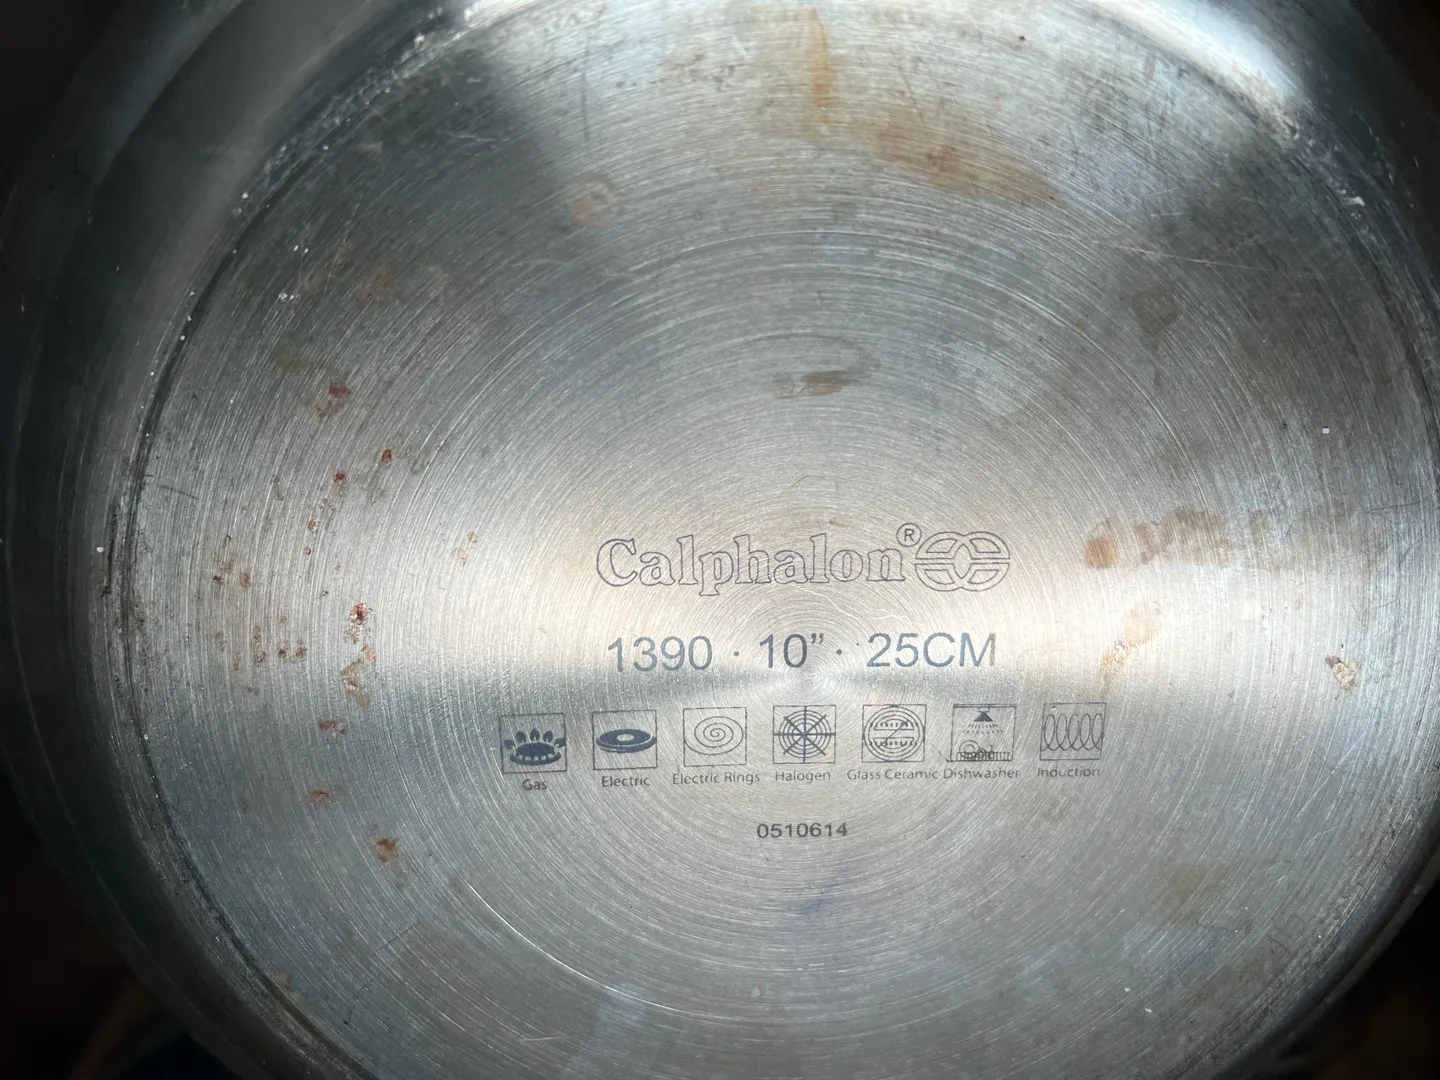 Calphalon®
1390 · 10” · 25CM
Gas Electric Electric Rings Halogen Glass Ceramic Dishwasher Induction
0510614